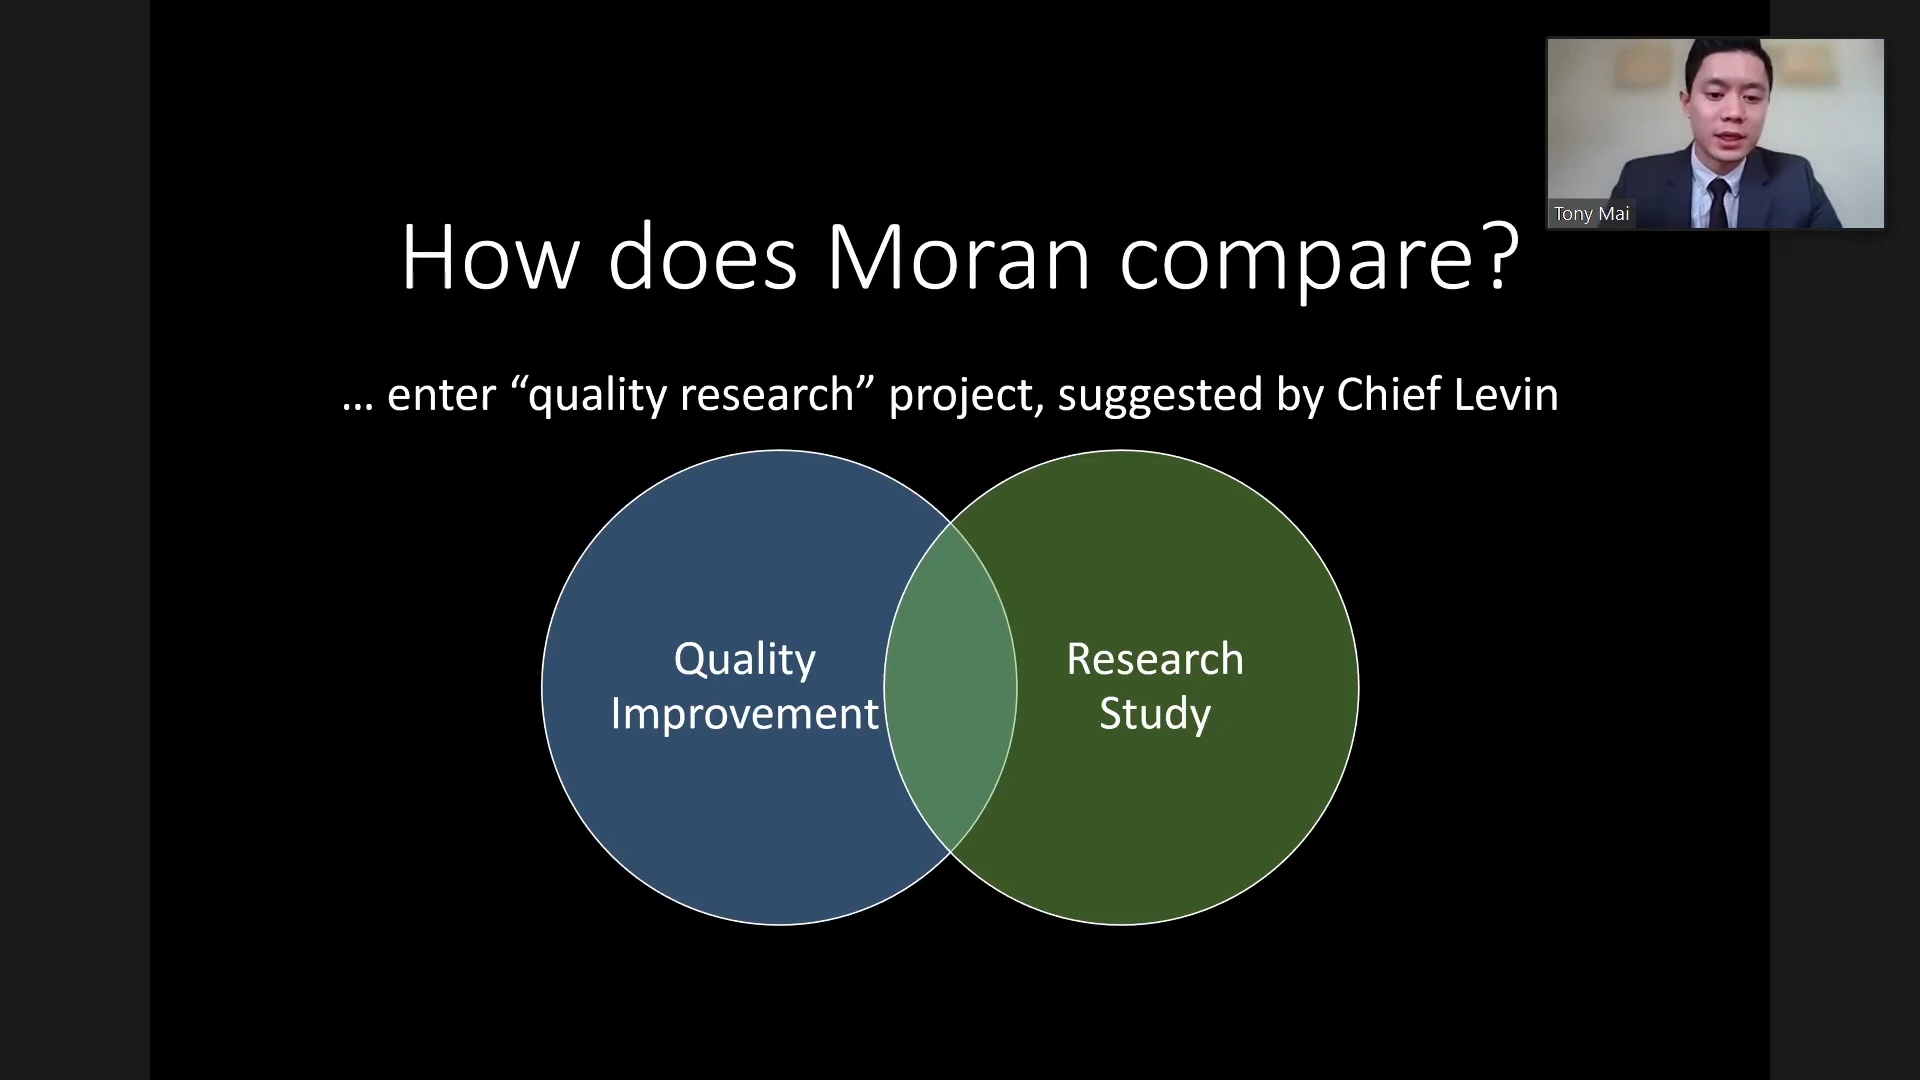 Tony Mai
How does Moran compare?
… enter “quality research” project, suggested by Chief Levin
Quality
Improvement
Research
Study